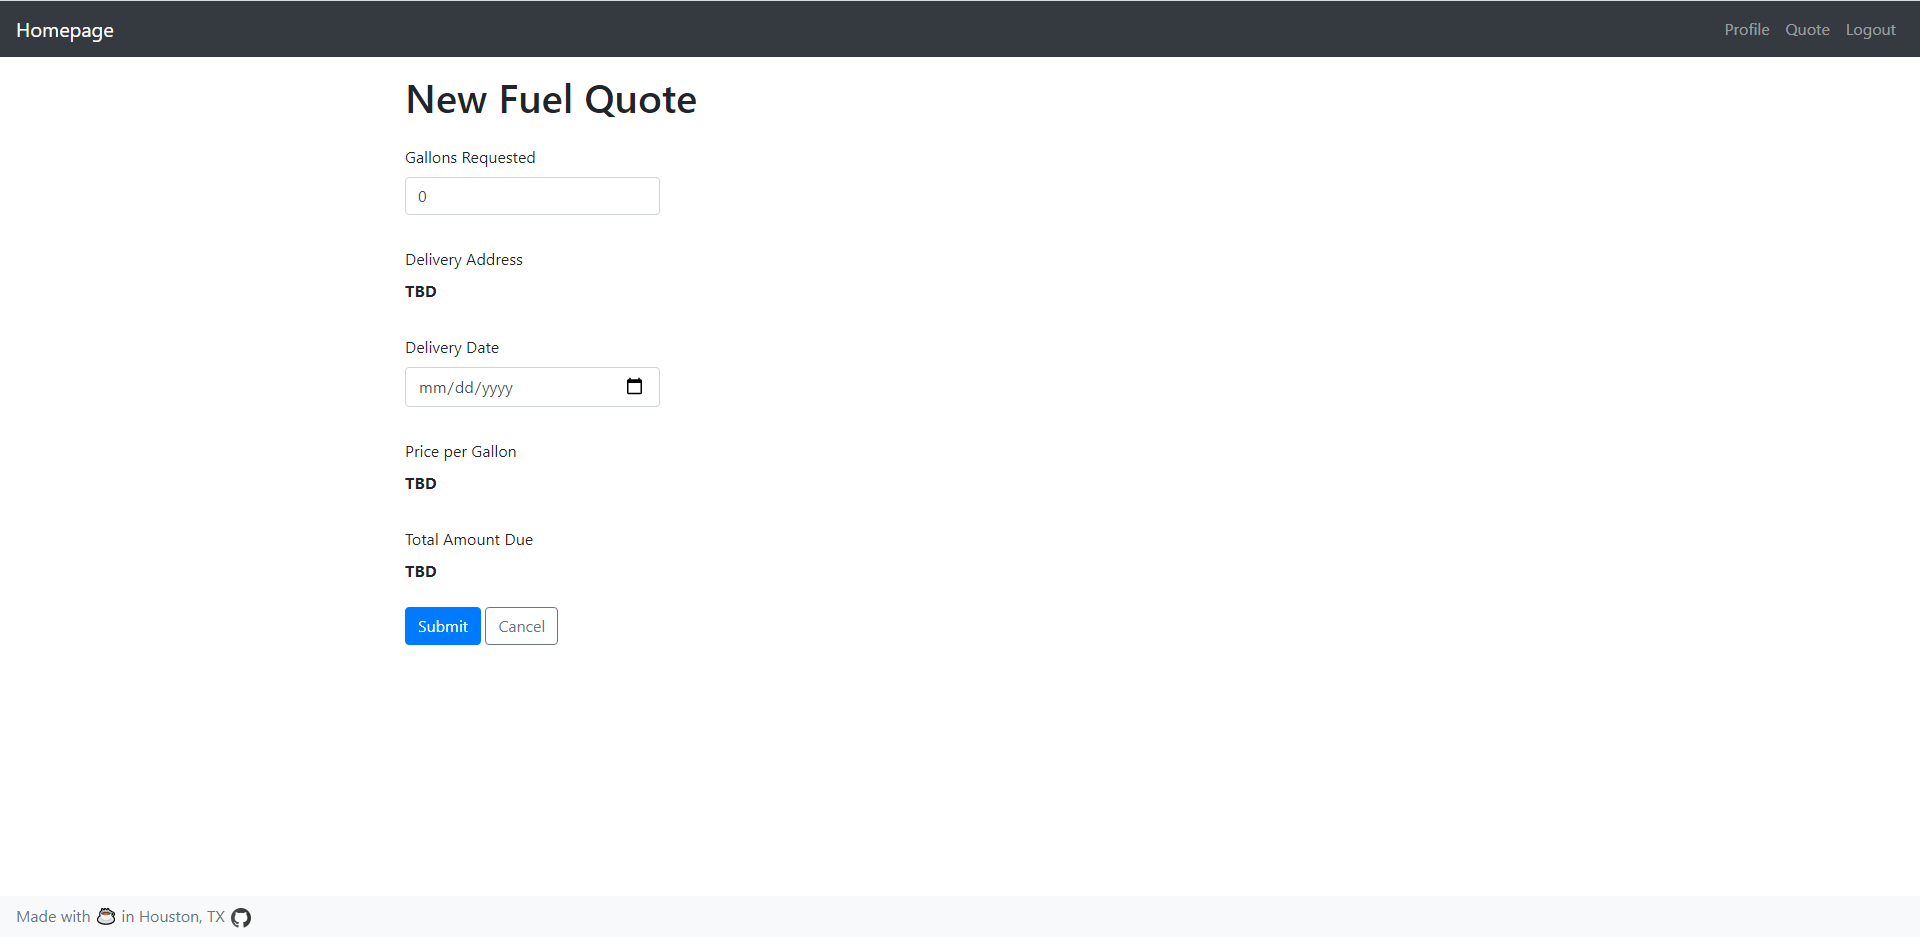 Homepage
Profile Quote Logout
New Fuel Quote
Gallons Requested
0
Delivery Address
TBD
Delivery Date
mm/dd/yyyy
Price per Gallon
TBD
Total Amount Due
TBD
Submit Cancel
Made with ☕ in Houston, TX